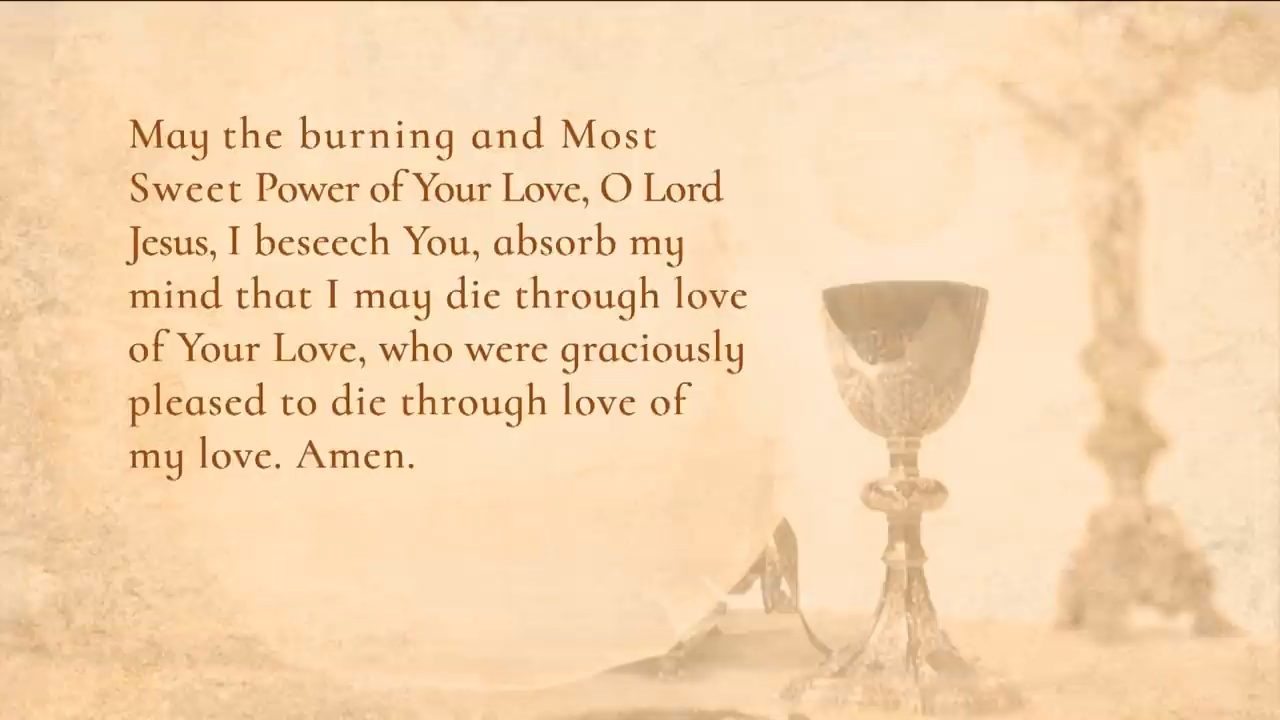 May the burning and Most
Sweet Power of Your Love, O Lord
Jesus, I beseech You, absorb my
mind that I may die through love
of Your Love, who were graciously
pleased to die through love of
my love. Amen.